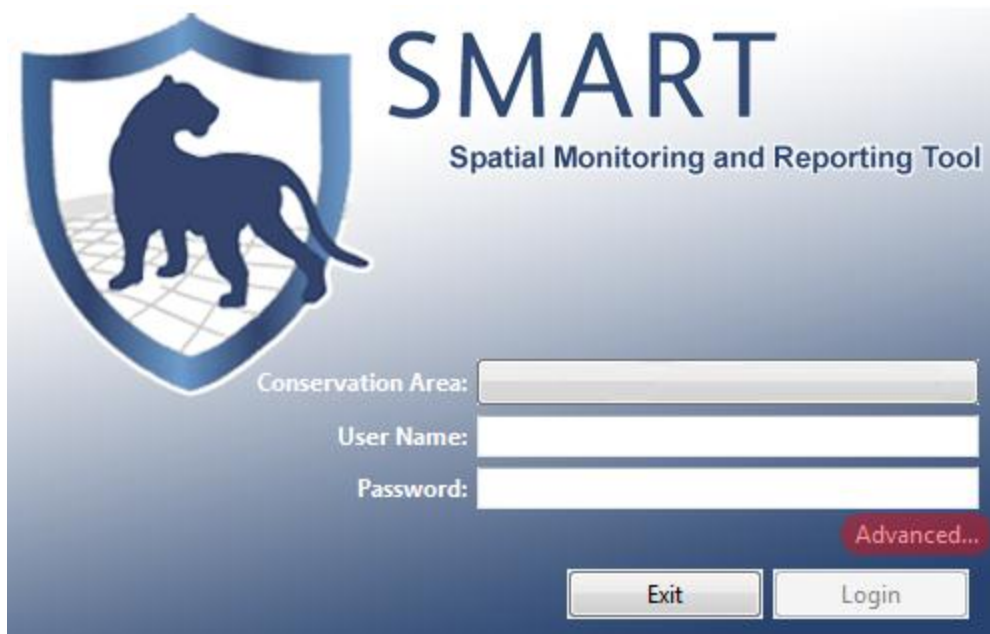 SMART
Spatial Monitoring and Reporting Tool
Conservation Area:
User Name:
Password:
Advanced...
Exit Login